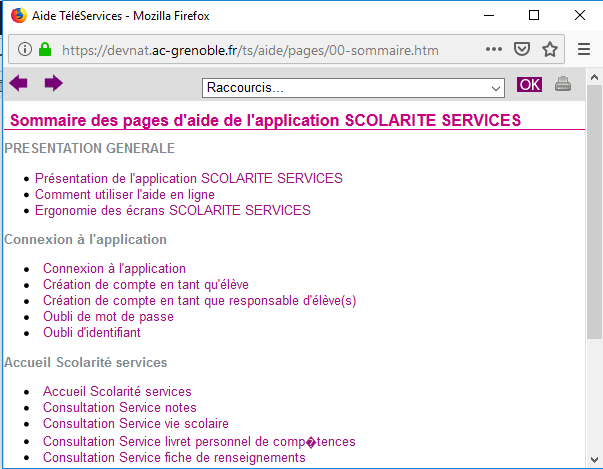 Aide TéléServices - Mozilla Firefox
https://devnat.ac-grenoble.fr/ts/aide/pages/00-sommaire.htm
Raccourcis...
OK
Sommaire des pages d'aide de l'application SCOLARITE SERVICES
PRESENTATION GENERALE
Présentation de l'application SCOLARITE SERVICES
Comment utiliser l'aide en ligne
Ergonomie des écrans SCOLARITE SERVICES
Connexion à l'application
Connexion à l'application
Création de compte en tant qu'élève
Création de compte en tant que responsable d'élève(s)
Oubli de mot de passe
Oubli d'identifiant
Accueil Scolarité services
Accueil Scolarité services
Consultation Service notes
Consultation Service vie scolaire
Consultation Service livret personnel de comp�tences
Consultation Service fiche de renseignements